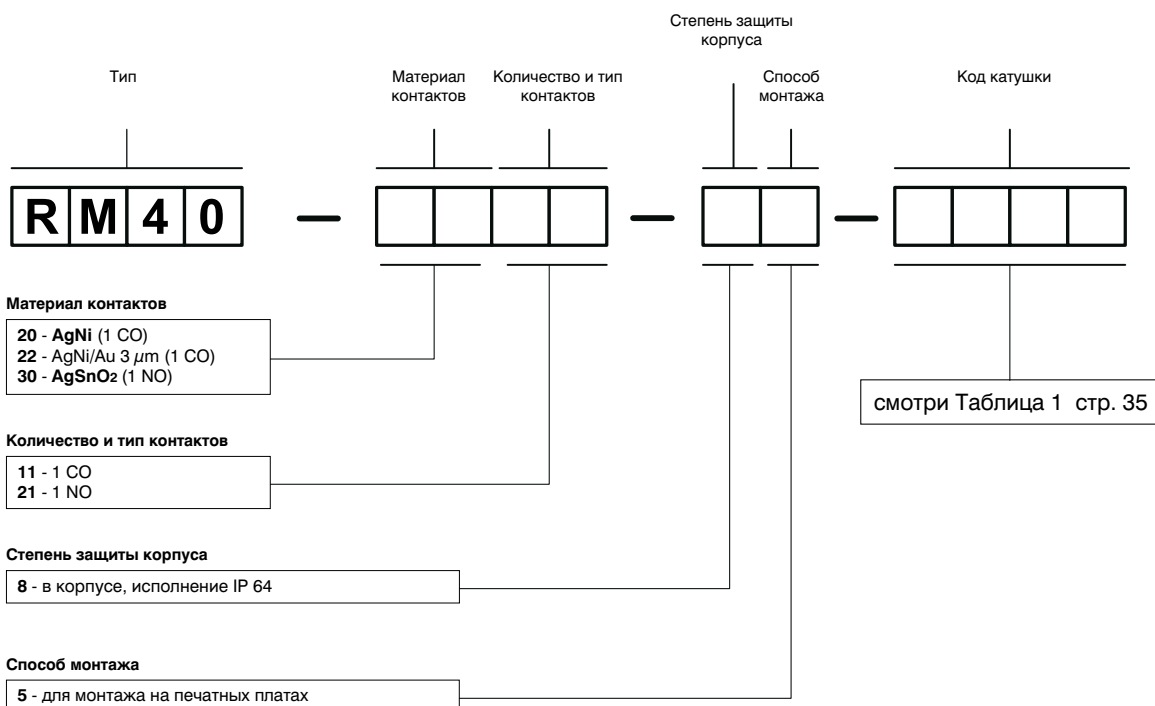 Степень защиты
корпуса
Тип
Материал
контактов
Количество и тип
контактов
Способ
монтажа
Код катушки
RM40 — — —
Материал контактов
20 - AgNi (1 CO)
22 - AgNi/Au 3 μm (1 CO)
30 - AgSnO2 (1 NO)
смотри Таблица 1 стр. 35
Количество и тип контактов
11 - 1 CO
21 - 1 NO
Степень защиты корпуса
8 - в корпусе, исполнение IP 64
Способ монтажа
5 - для монтажа на печатных платах